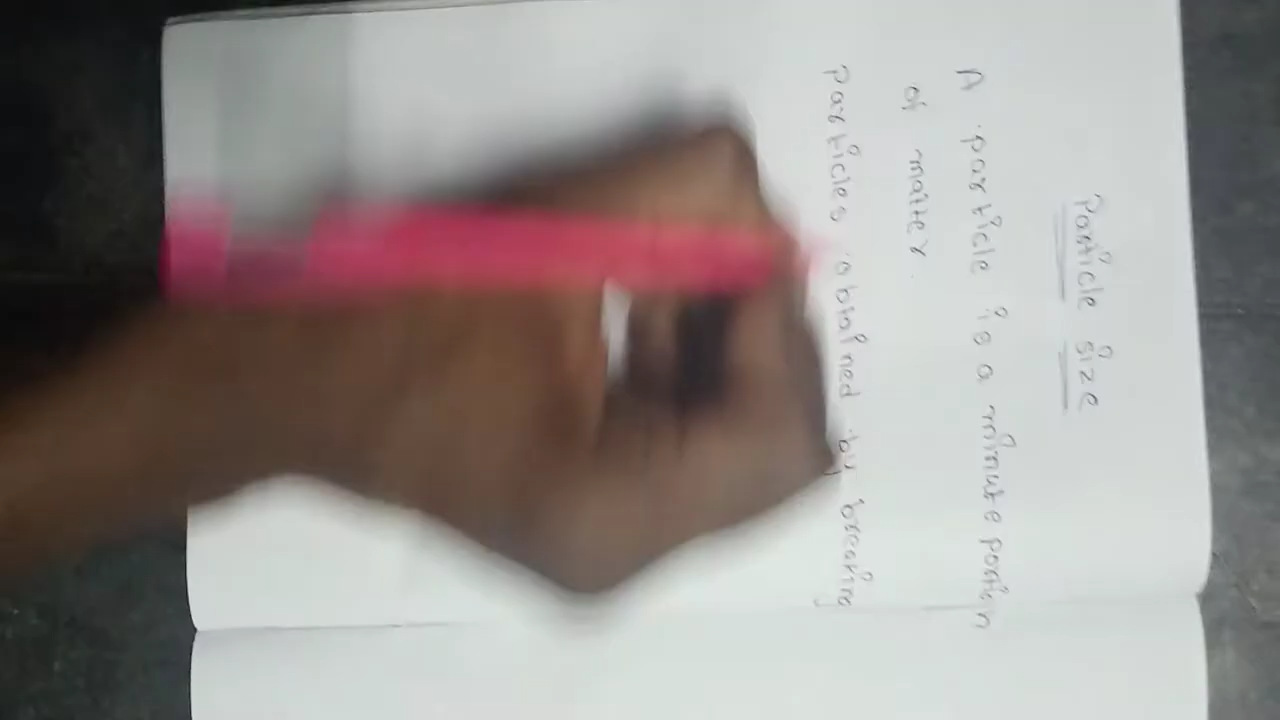 Particle size
A particle is a minute portion
of matter.
Particles obtained by breaking